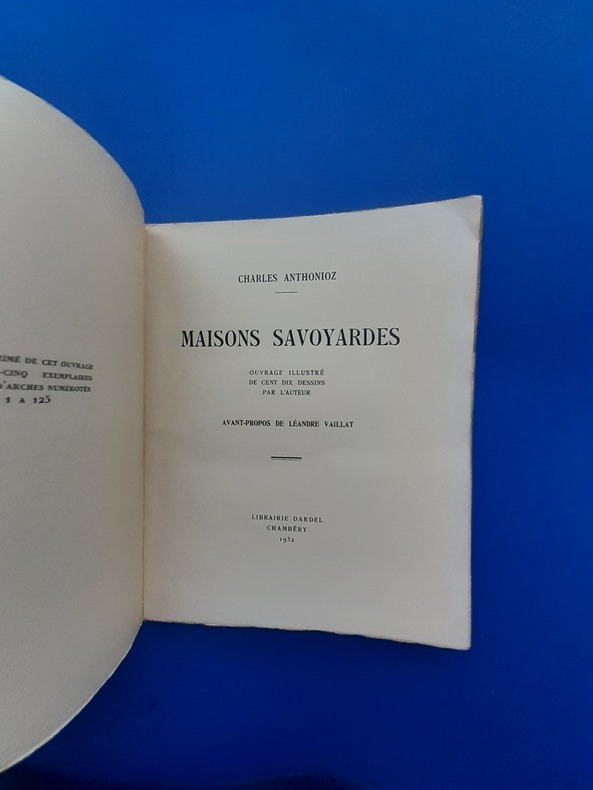 RIMÉ DE CET OUVRAGE
-CINQ EXEMPLAIRES
D'ARCHES NUMÉROTÉS
1 A 125
CHARLES ANTHONIOZ
MAISONS SAVOYARDES
OUVRAGE ILLUSTRÉ
DE CENT DIX DESSINS
PAR L'AUTEUR
AVANT-PROPOS DE LÉANDRE VAILLAT
LIBRAIRIE DARDEL
CHAMBÉRY
1932